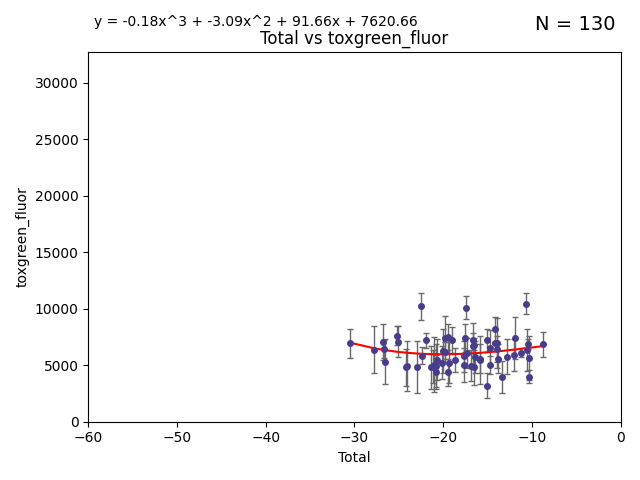 y = -0.18x^3 + -3.09x^2 + 91.66x + 7620.66
N = 130
Total vs toxgreen_fluor
30000
25000
20000
15000
10000
5000
0
toxgreen_fluor
−60 −50 −40 −30 −20 −10 0
Total